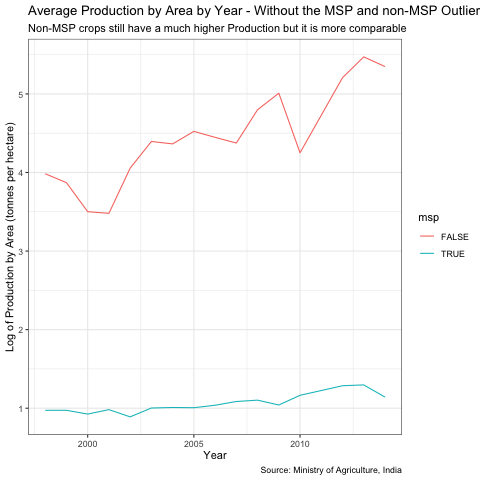 Average Production by Area by Year - Without the MSP and non-MSP Outlier
Non-MSP crops still have a much higher Production but it is more comparable
Log of Production by Area (tonnes per hectare)
5
4
3
2
1
2000
2005
2010
Year
msp
FALSE
TRUE
Source: Ministry of Agriculture, India